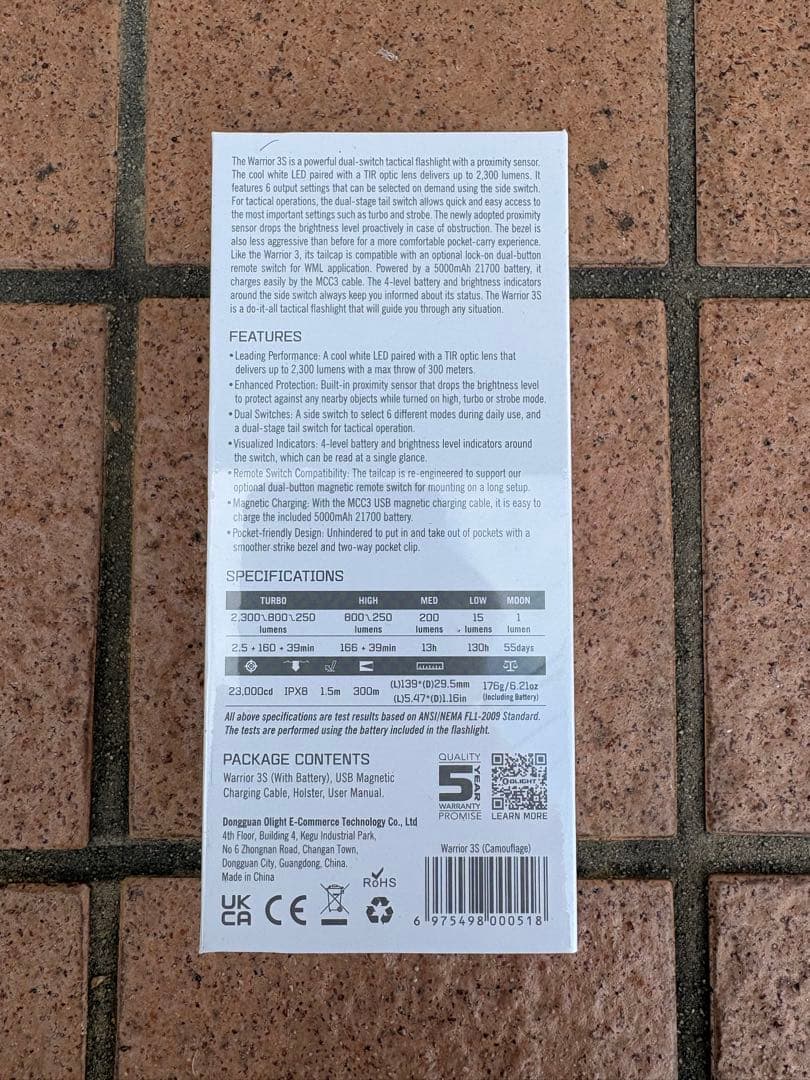 The Warrior 3S is a powerful dual-switch tactical flashlight with a proximity sensor.
The cool white LED paired with a TIR optic lens delivers up to 2,300 lumens. It
features 6 output settings that can be selected on demand using the side switch.
For tactical operations, the dual-stage tail switch allows quick and easy access to
the most important settings such as turbo and strobe. The newly adopted proximity
sensor drops the brightness level proactively in case of obstruction. The bezel is
also less aggressive than before for a more comfortable pocket-carry experience.
Like the Warrior 3, its tailcap is compatible with an optional lock-on dual-button
remote switch for WML application. Powered by a 5000mAh 21700 battery, it
charges easily by the MCC3 cable. The 4-level battery and brightness indicators
around the side switch always keep you informed about its status. The Warrior 3S
is a do-it-all tactical flashlight that will guide you through any situation.
FEATURES
•Leading Performance: A cool white LED paired with a TIR optic lens that
delivers up to 2,300 lumens with a max throw of 300 meters.
•Enhanced Protection: Built-in proximity sensor that drops the brightness level
to protect against any nearby objects while turned on high, turbo or strobe mode.
•Dual Switches: A side switch to select 6 different modes during daily use, and
a dual-stage tail switch for tactical operation.
•Visualized Indicators: 4-level battery and brightness level indicators around
the switch, which can be read at a single glance.
•Remote Switch Compatibility: The tailcap is re-engineered to support our
optional dual-button magnetic remote switch for mounting on a long setup.
•Magnetic Charging: With the MCC3 USB magnetic charging cable, it is easy to
charge the included 5000mAh 21700 battery.
•Pocket-friendly Design: Unhindered to put in and take out of pockets with a
smoother strike bezel and two-way pocket clip.
SPECIFICATIONS
TURBO HIGH MED LOW MOON
2,300\800\250 800\250 200 15 1
lumens lumens lumens lumens lumen
2.5 + 160 + 39min 166 + 39min 13h 130h 55days
23,000cd IPX8 1.5m 300m (L)139*(D)29.5mm 176g/6.21oz
(L)5.47*(D)1.16in (Including Battery)
All above specifications are test results based on ANSI/NEMA FL1-2009 Standard.
The tests are performed using the battery included in the flashlight.
PACKAGE CONTENTS
Warrior 3S (With Battery), USB Magnetic
Charging Cable, Holster, User Manual.
QUALITY
5 YEAR
WARRANTY
PROMISE
OLIGHT
LEARN MORE
Dongguan Olight E-Commerce Technology Co., Ltd
4th Floor, Building 4, Kegu Industrial Park,
No 6 Zhongnan Road, Changan Town,
Dongguan City, Guangdong, China.
Made in China
RoHS
UK
CA
CE
Warrior 3S (Camouflage)
6 975498 000518